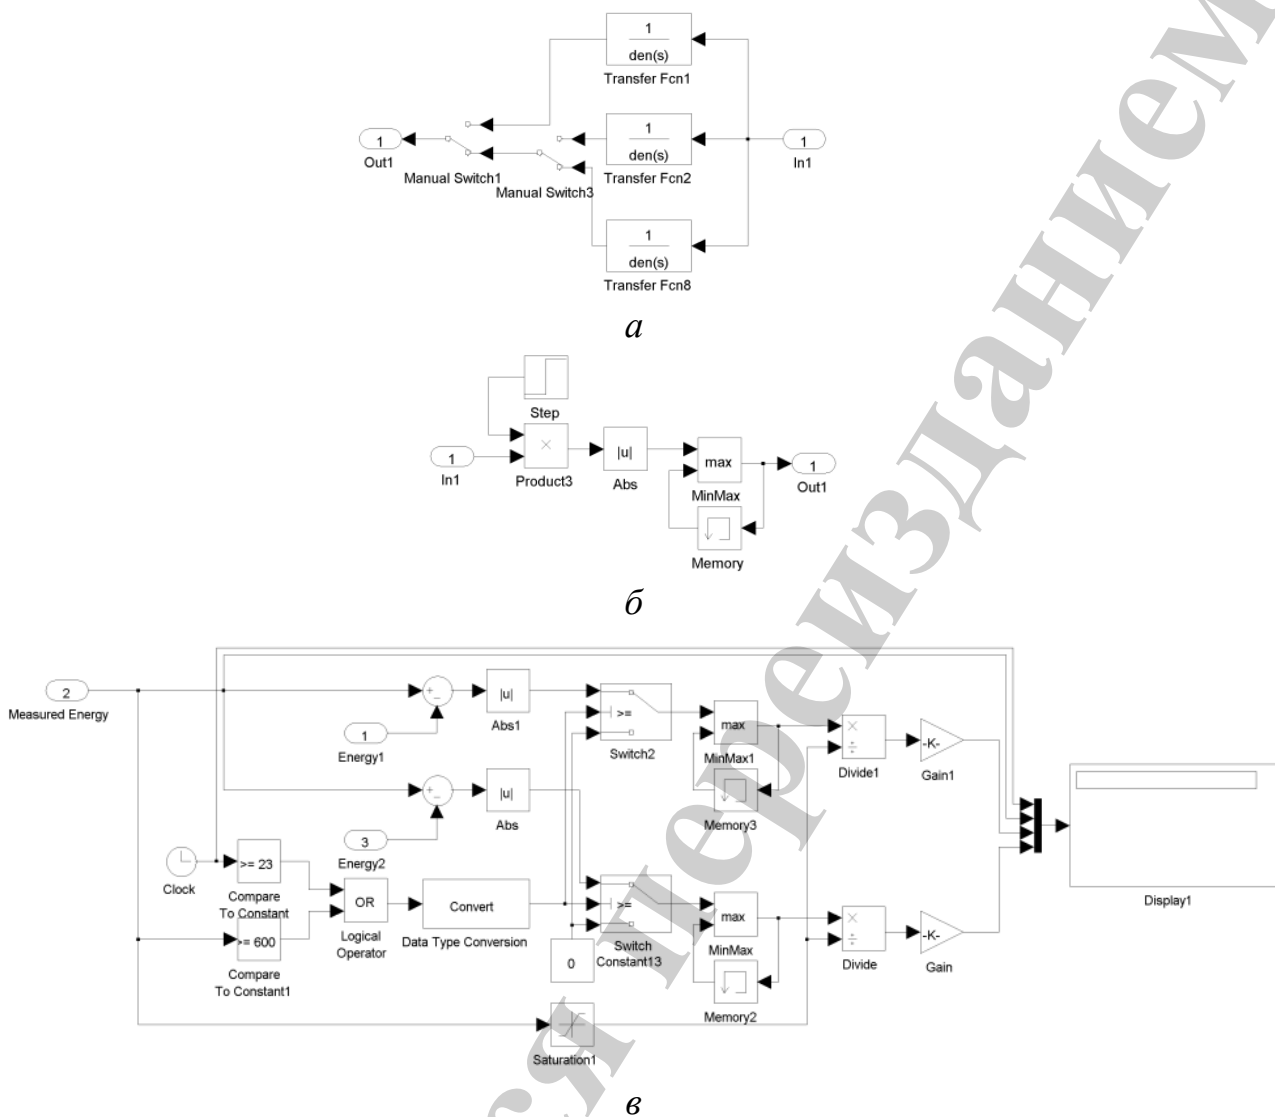 1
den(s)
Transfer Fcn1
1
Out1
Manual Switch1
Manual Switch3
1
den(s)
Transfer Fcn2
1
In1
1
den(s)
Transfer Fcn8
а
Step
1
In1
×
Product3
|u|
Abs
max
MinMax
1
Out1
Memory
б
2
Measured Energy
+
−
|u|
Abs1
1
Energy1
>=
Switch2
max
MinMax1
Memory3
×
÷
Divide1
-K-
Gain1
+
−
|u|
Abs
3
Energy2
Clock
>= 23
Compare
To Constant
>= 600
Compare
To Constant1
OR
Logical
Operator
Convert
Data Type Conversion
>=
Switch
0
Constant13
max
MinMax
Memory2
×
÷
Divide
-K-
Gain
Display1
Saturation1
в
ся переизданием